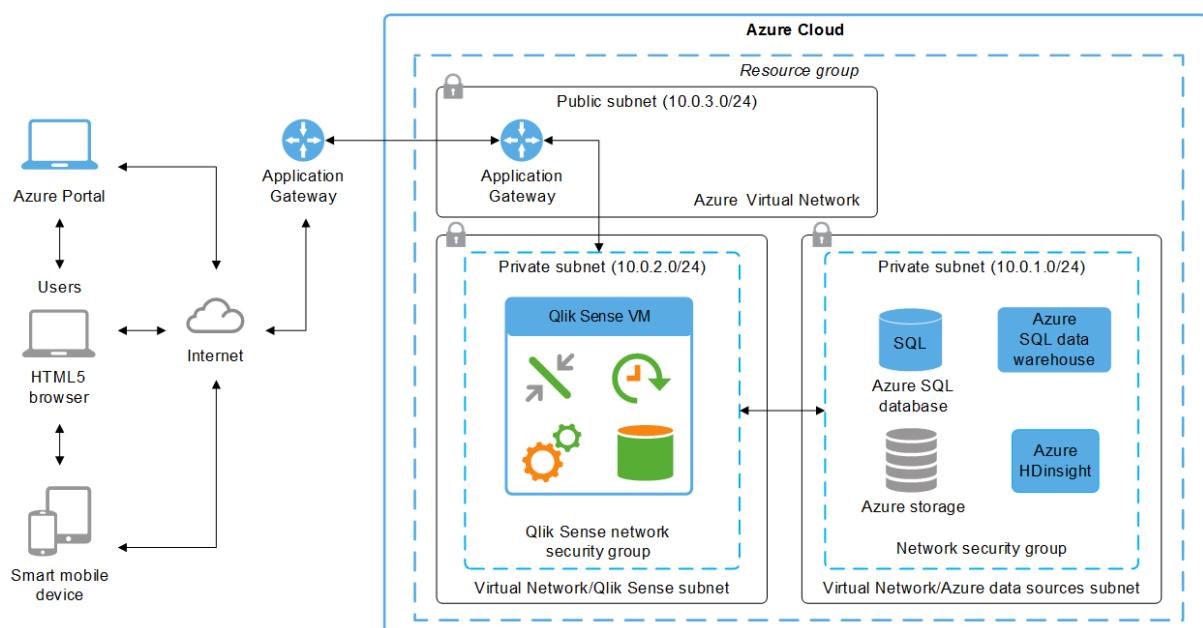 Azure Cloud
Resource group
Public subnet (10.0.3.0/24)
Application
Gateway
Azure Virtual Network
Application
Gateway
Azure Portal
Users
HTML5
browser
Smart mobile
device
Internet
Private subnet (10.0.2.0/24)
Qlik Sense VM
Qlik Sense network
security group
Virtual Network/Qlik Sense subnet
Private subnet (10.0.1.0/24)
SQL
Azure SQL
database
Azure
SQL data
warehouse
Azure storage
Azure
HDinsight
Network security group
Virtual Network/Azure data sources subnet